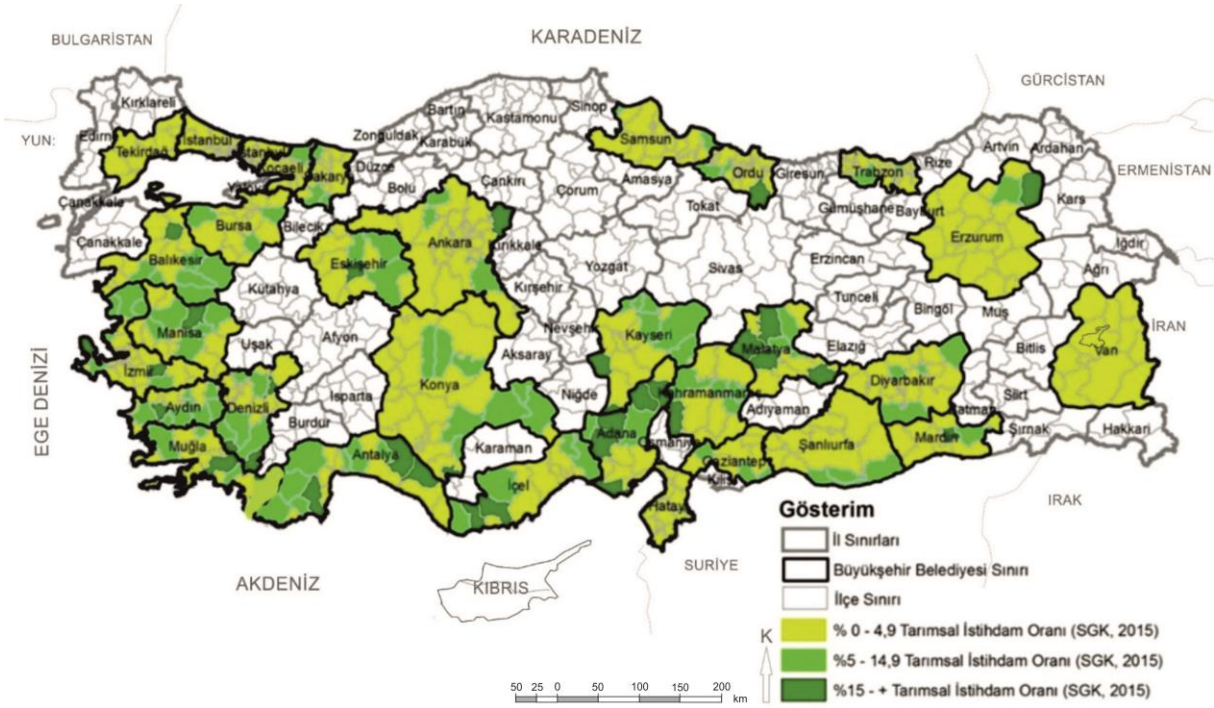 BULGARİSTAN
KARADENİZ
GÜRCİSTAN
YUN:
ERMENİSTAN
İRAN
EGE DENİZİ
AKDENİZ
KIBRIS
SURİYE
IRAK
Kırklareli
Edirne
Tekirdağ
İstanbul
İstanbul
Kocaeli
Sakarya
Yalova
Düzce
Zonguldak
Bartın
Karabük
Kastamonu
Sinop
Samsun
Ordu
Giresun
Trabzon
Rize
Artvin
Ardahan
Kars
Iğdır
Ağrı
Çanakkale
Çanakkale
Balıkesir
Bursa
Bilecik
Bolu
Çankırı
Çorum
Amasya
Tokat
Gümüşhane
Bayburt
Erzurum
Erzincan
Eskişehir
Ankara
Kırıkkale
Yozgat
Sivas
Kütahya
Kırşehir
Tunceli
Bingöl
Muş
Van
Manisa
Uşak
Afyon
Nevşehir
Kayseri
Malatya
Elazığ
Bitlis
İzmir
Aksaray
Konya
Niğde
Diyarbakır
Batman
Siirt
Aydın
Denizli
Isparta
Burdur
Kahramanmaraş
Adıyaman
Şırnak
Hakkari
Muğla
Antalya
Karaman
Adana
Osmaniye
Gaziantep
Şanlıurfa
Mardin
İçel
Kilis
Hatay
Gösterim
İl Sınırları
Büyükşehir Belediyesi Sınırı
İlçe Sınırı
% 0 - 4,9 Tarımsal İstihdam Oranı (SGK, 2015)
%5 - 14,9 Tarımsal İstihdam Oranı (SGK, 2015)
%15 - + Tarımsal İstihdam Oranı (SGK, 2015)
K
50 25 0 50 100 150 200 km